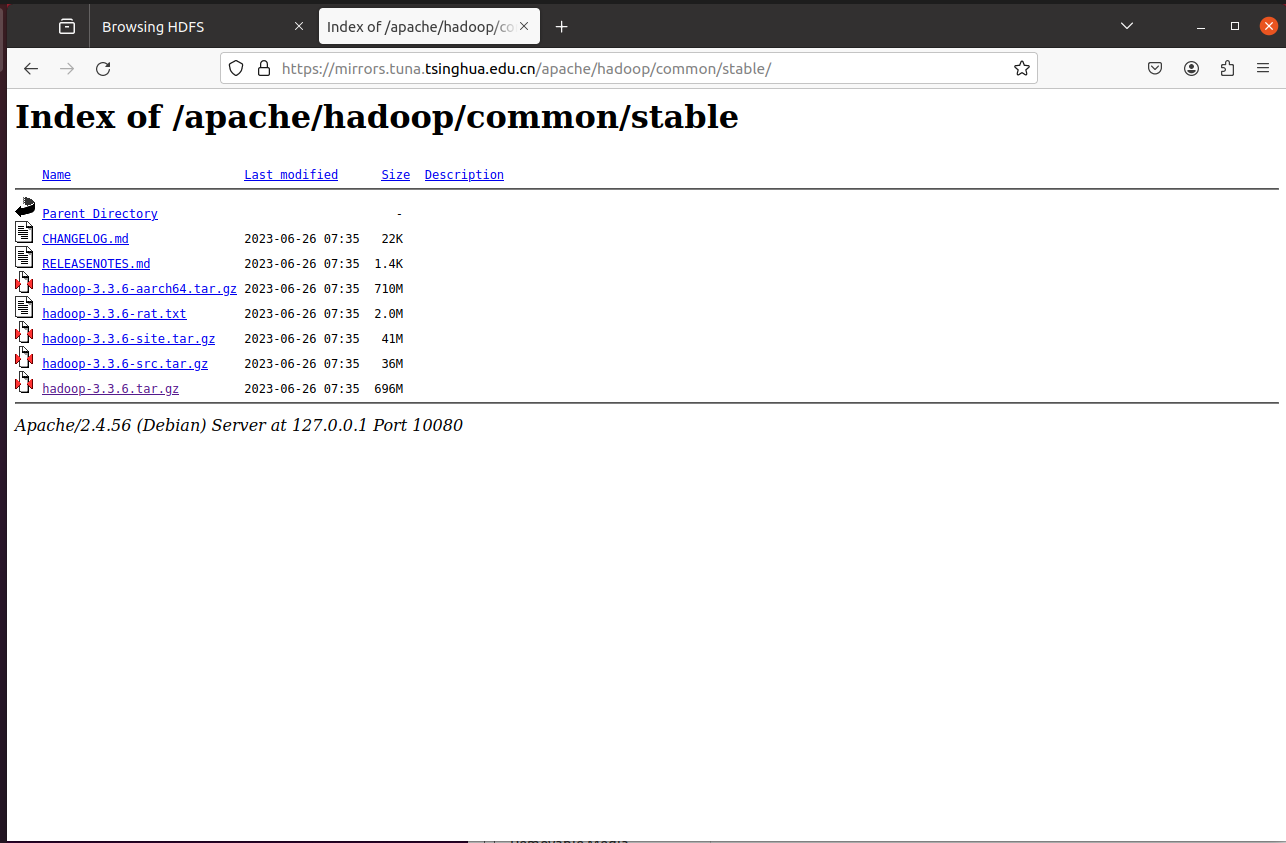 Browsing HDFS
Index of /apache/hadoop/co
https://mirrors.tuna.tsinghua.edu.cn/apache/hadoop/common/stable/
Index of /apache/hadoop/common/stable
Name Last modified Size Description
Parent Directory -
CHANGELOG.md 2023-06-26 07:35 22K
RELEASENOTES.md 2023-06-26 07:35 1.4K
hadoop-3.3.6-aarch64.tar.gz 2023-06-26 07:35 710M
hadoop-3.3.6-rat.txt 2023-06-26 07:35 2.0M
hadoop-3.3.6-site.tar.gz 2023-06-26 07:35 41M
hadoop-3.3.6-src.tar.gz 2023-06-26 07:35 36M
hadoop-3.3.6.tar.gz 2023-06-26 07:35 696M
Apache/2.4.56 (Debian) Server at 127.0.0.1 Port 10080